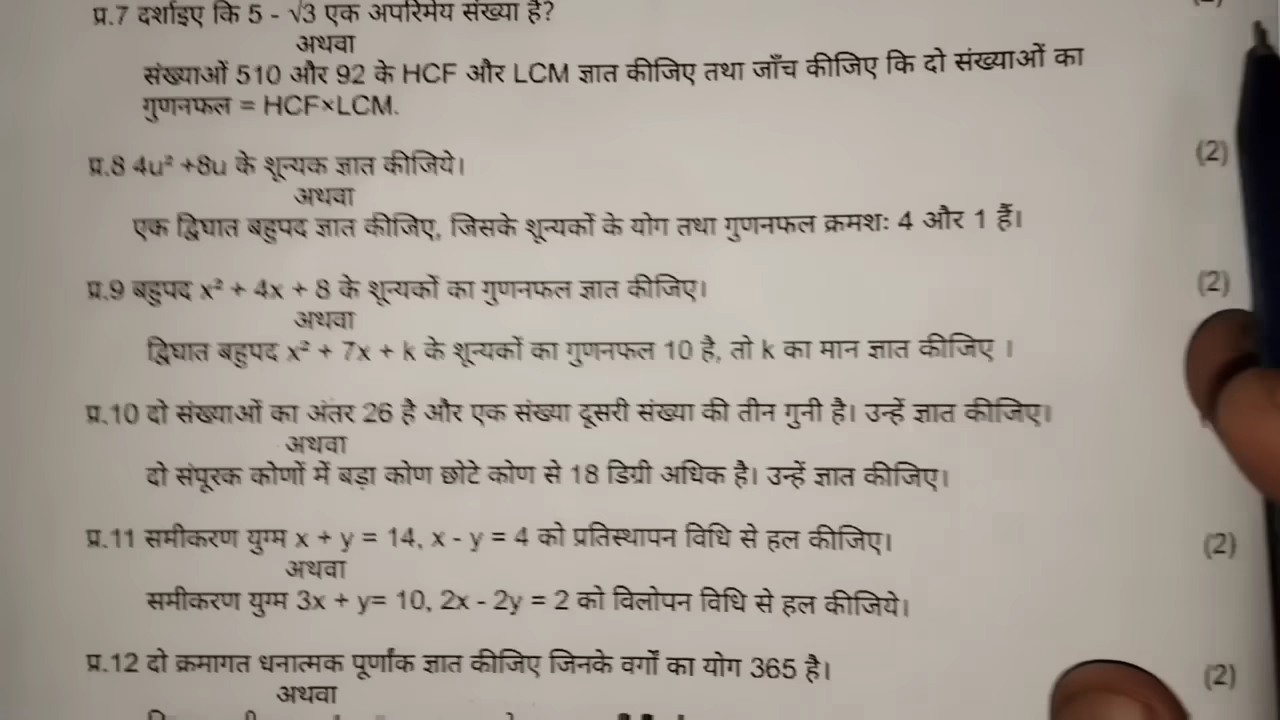 प्र.7 दर्शाइए कि 5 - √3 एक अपरिमेय संख्या है?
अथवा
संख्याओं 510 और 92 के HCF और LCM ज्ञात कीजिए तथा जाँच कीजिए कि दो संख्याओं का
गुणनफल = HCF×LCM.
प्र.8 4u² +8u के शून्यक ज्ञात कीजिये। (2)
अथवा
एक द्विघात बहुपद ज्ञात कीजिए, जिसके शून्यकों के योग तथा गुणनफल क्रमशः 4 और 1 हैं।
प्र.9 बहुपद x² + 4x + 8 के शून्यकों का गुणनफल ज्ञात कीजिए। (2)
अथवा
द्विघात बहुपद x² + 7x + k के शून्यकों का गुणनफल 10 है, तो k का मान ज्ञात कीजिए ।
प्र.10 दो संख्याओं का अंतर 26 है और एक संख्या दूसरी संख्या की तीन गुनी है। उन्हें ज्ञात कीजिए।
अथवा
दो संपूरक कोणों में बड़ा कोण छोटे कोण से 18 डिग्री अधिक है। उन्हें ज्ञात कीजिए।
प्र.11 समीकरण युग्म x + y = 14, x - y = 4 को प्रतिस्थापन विधि से हल कीजिए। (2)
अथवा
समीकरण युग्म 3x + y= 10, 2x - 2y = 2 को विलोपन विधि से हल कीजिये।
प्र.12 दो क्रमागत धनात्मक पूर्णांक ज्ञात कीजिए जिनके वर्गों का योग 365 है। (2)
अथवा